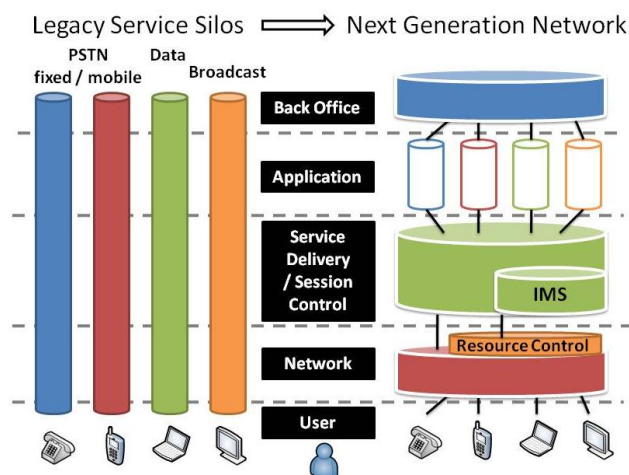 Legacy Service Silos
Next Generation Network
PSTN
fixed / mobile
Data
Broadcast
Back Office
Application
Service
Delivery
/ Session
Control
IMS
Resource Control
Network
User